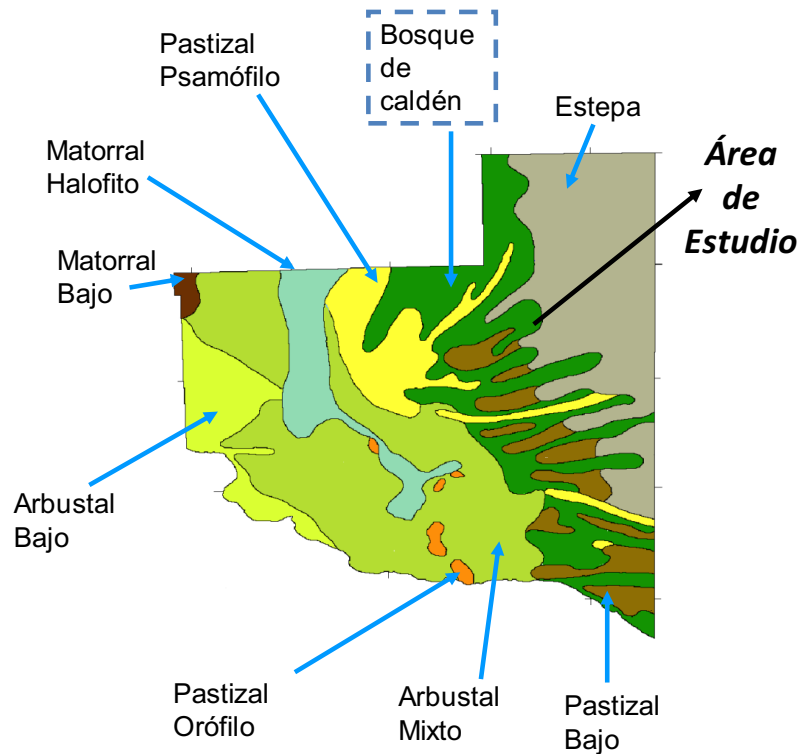 Pastizal
Psamófilo
Bosque
de
caldén
Estepa
Área
de
Estudio
Matorral
Halofito
Matorral
Bajo
Arbustal
Bajo
Pastizal
Orófilo
Arbustal
Mixto
Pastizal
Bajo